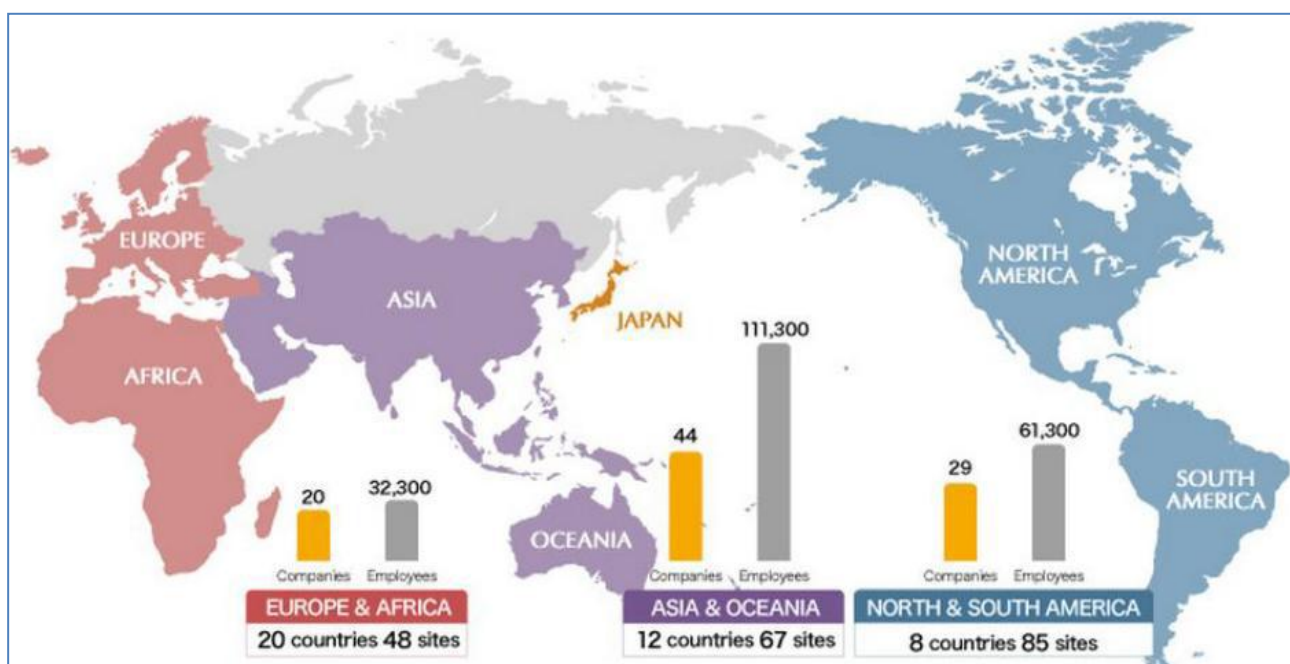 EUROPE
AFRICA
ASIA
JAPAN
OCEANIA
NORTH
AMERICA
SOUTH
AMERICA
20
32,300
Companies Employees
EUROPE & AFRICA
20 countries 48 sites
44
111,300
Companies Employees
ASIA & OCEANIA
12 countries 67 sites
29
61,300
Companies Employees
NORTH & SOUTH AMERICA
8 countries 85 sites